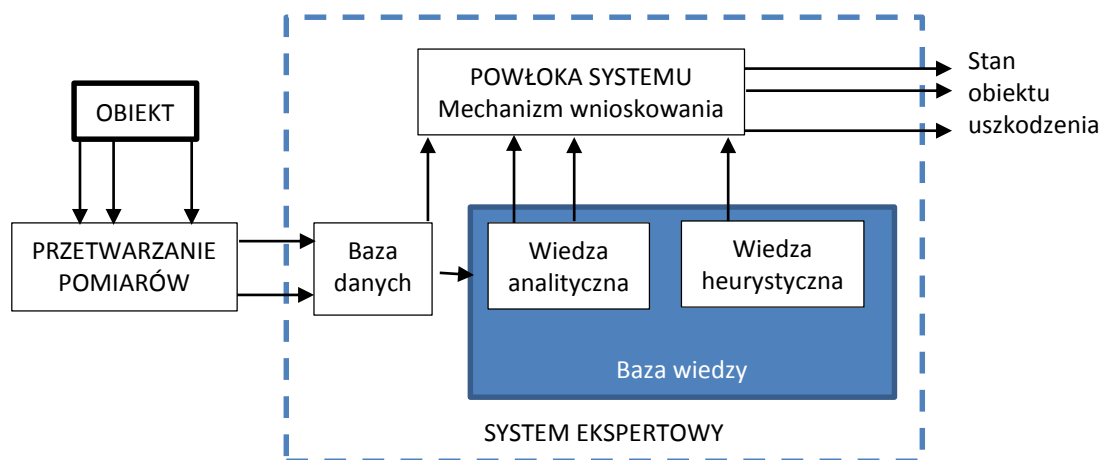 POWŁOKA SYSTEMU
Mechanizm wnioskowania
Stan
obiektu
uszkodzenia
OBIEKT
PRZETWARZANIE
POMIARÓW
Baza
danych
Wiedza
analityczna
Wiedza
heurystyczna
Baza wiedzy
SYSTEM EKSPERTOWY